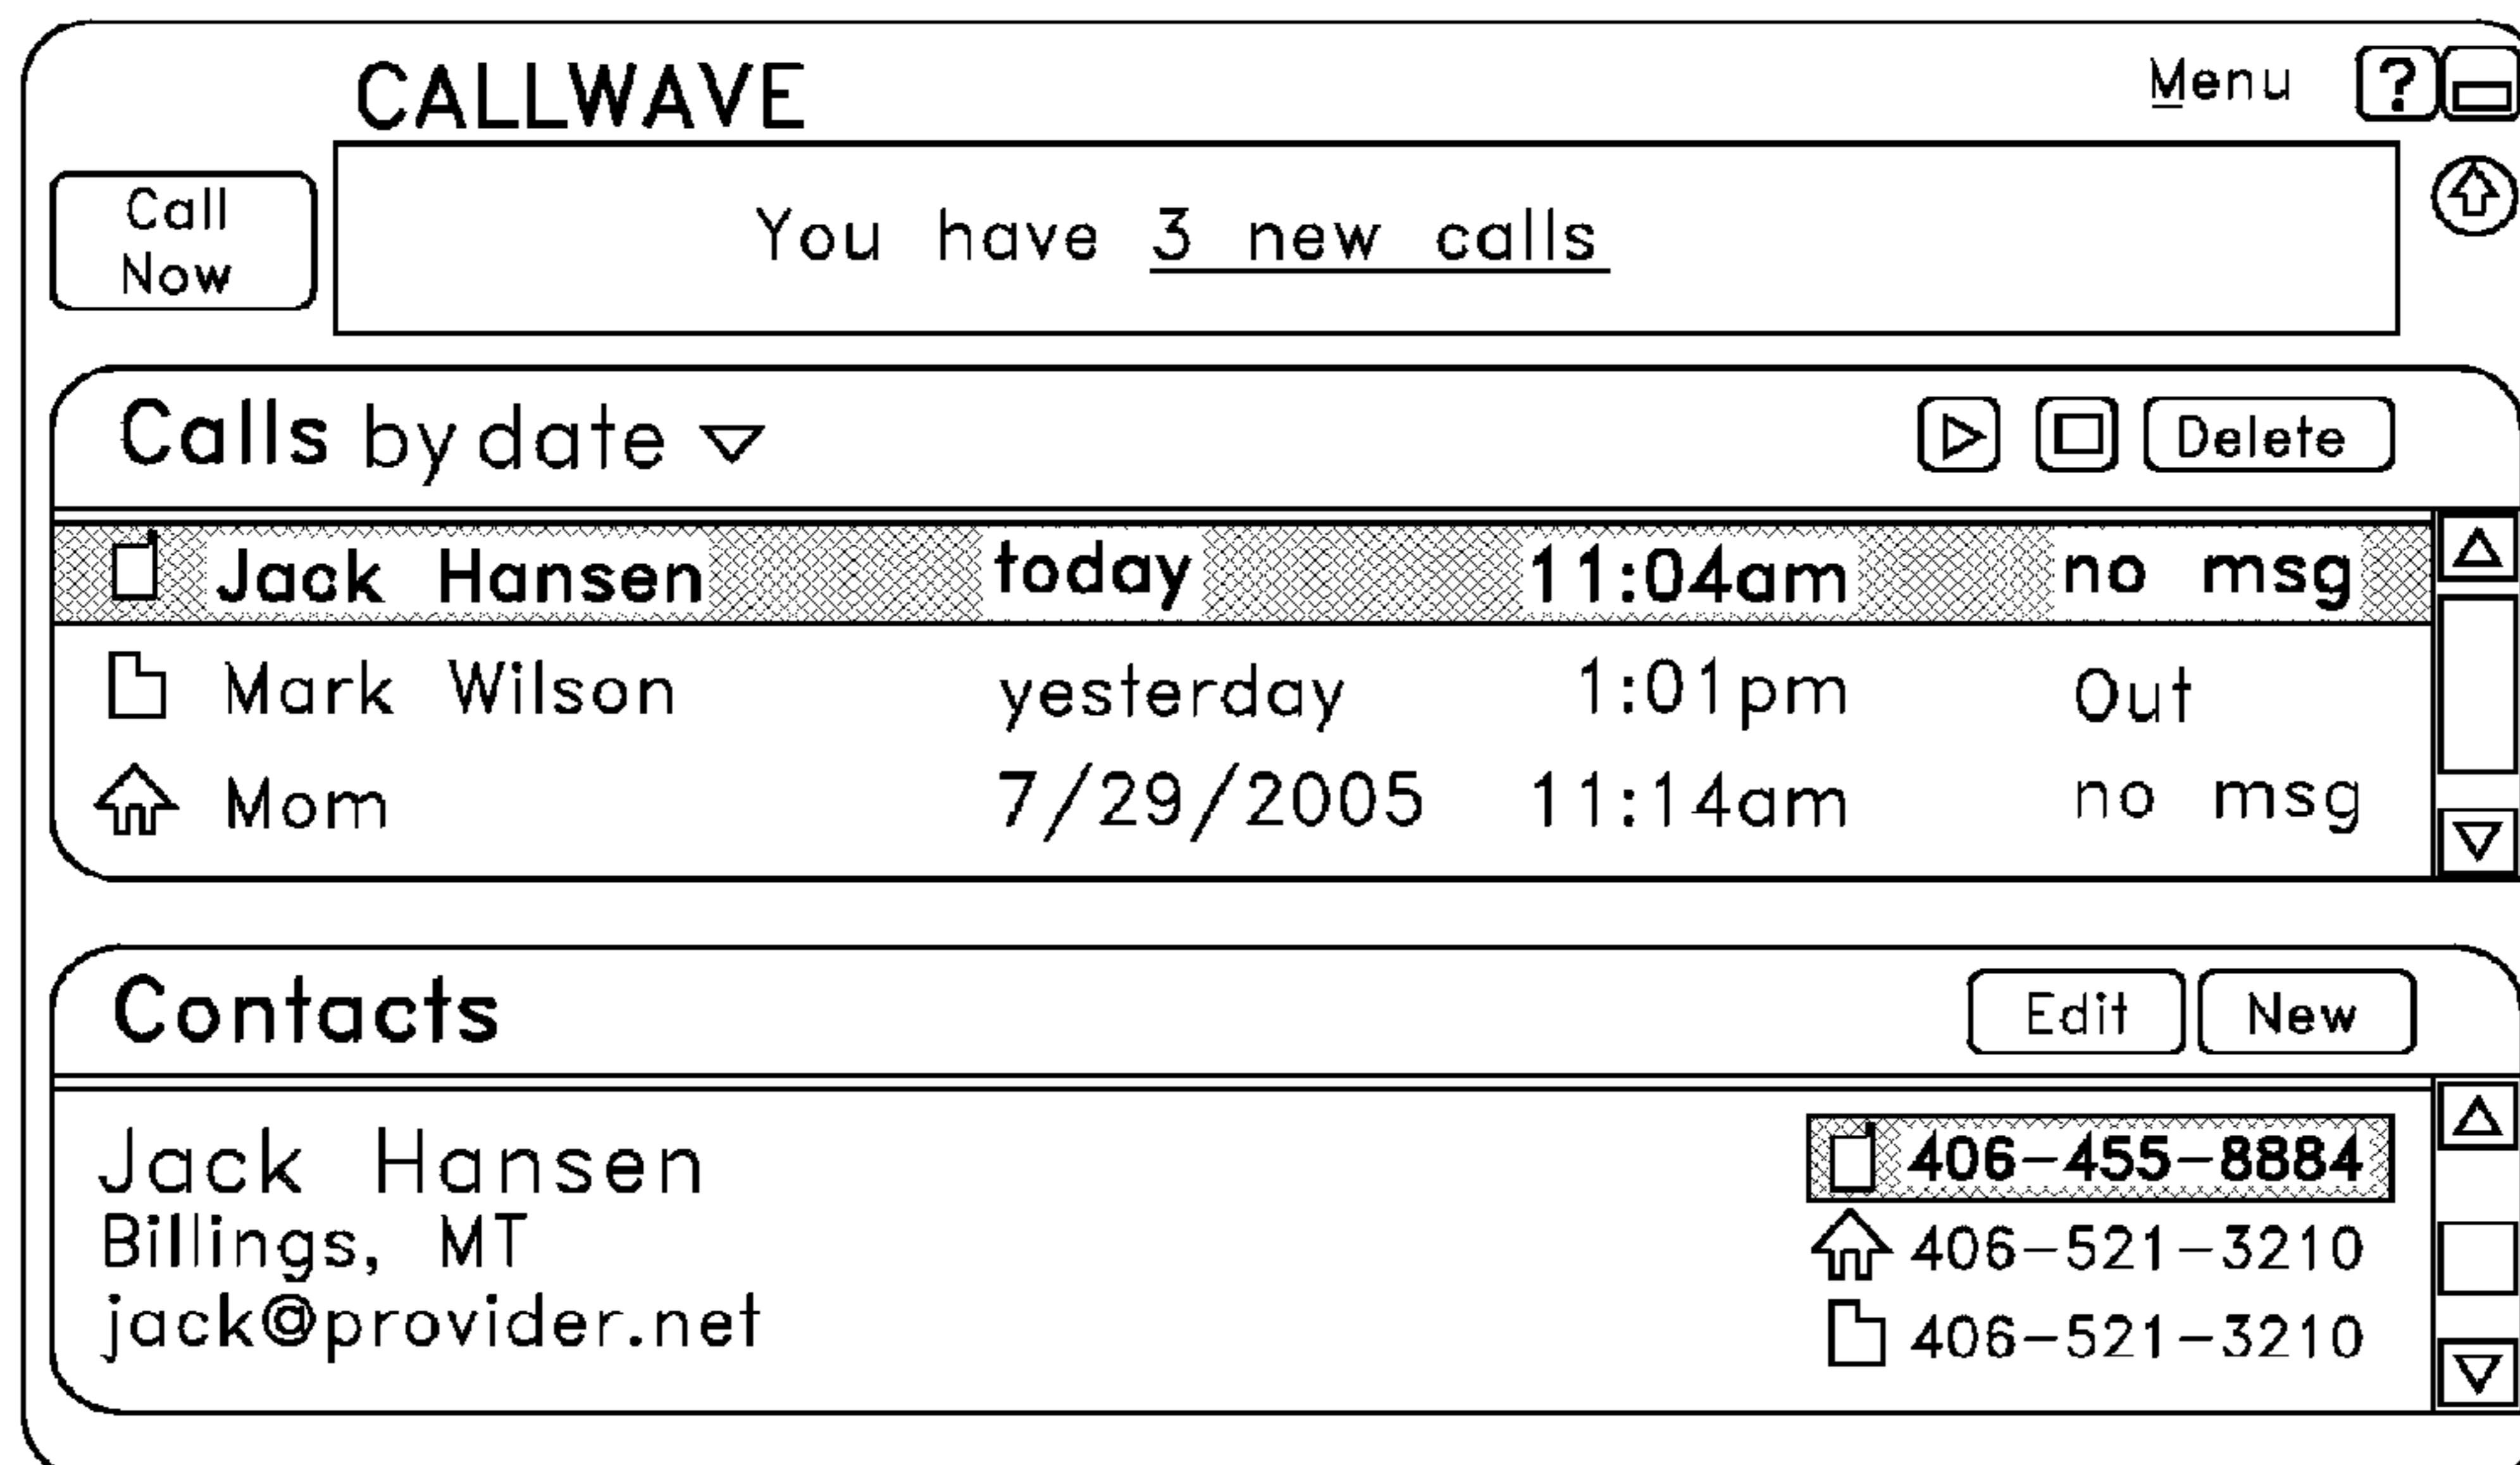 CALLWAVE Menu ?
Call
Now
You have 3 new calls
Calls by date Delete
Jack Hansen today 11:04am no msg
Mark Wilson yesterday 1:01pm Out
Mom 7/29/2005 11:14am no msg
Contacts Edit New
Jack Hansen 406-455-8884
Billings, MT 406-521-3210
jack@provider.net 406-521-3210